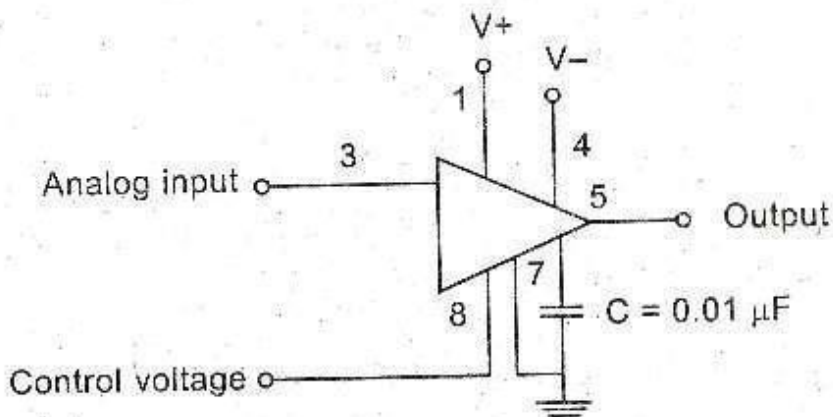 V+
V–
1
4
3
5
Analog input
Output
7
8
C = 0.01 μF
Control voltage